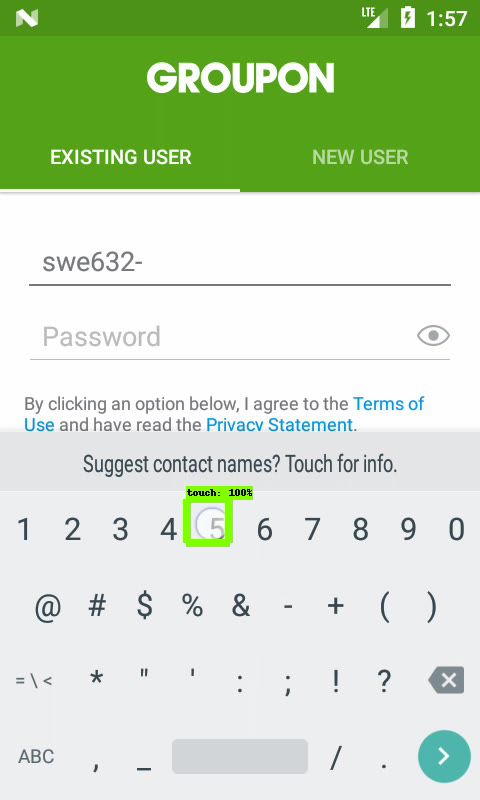 LTE 1:57
GROUPON
EXISTING USER NEW USER
swe632-
Password
By clicking an option below, I agree to the Terms of
Use and have read the Privacy Statement.
Suggest contact names? Touch for info.
touch: 100%
1 2 3 4 5 6 7 8 9 0
@ # $ % & - + ( )
= \ < * " ' : ; ! ?
ABC , _ / .